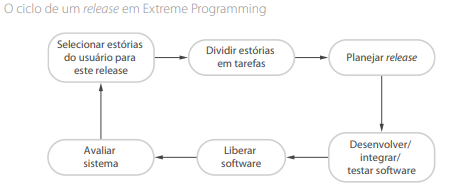 O ciclo de um release em Extreme Programming
Selecionar estórias
do usuário para
este release
Dividir estórias
em tarefas
Planejar release
Desenvolver/
integrar/
testar software
Liberar
software
Avaliar
sistema